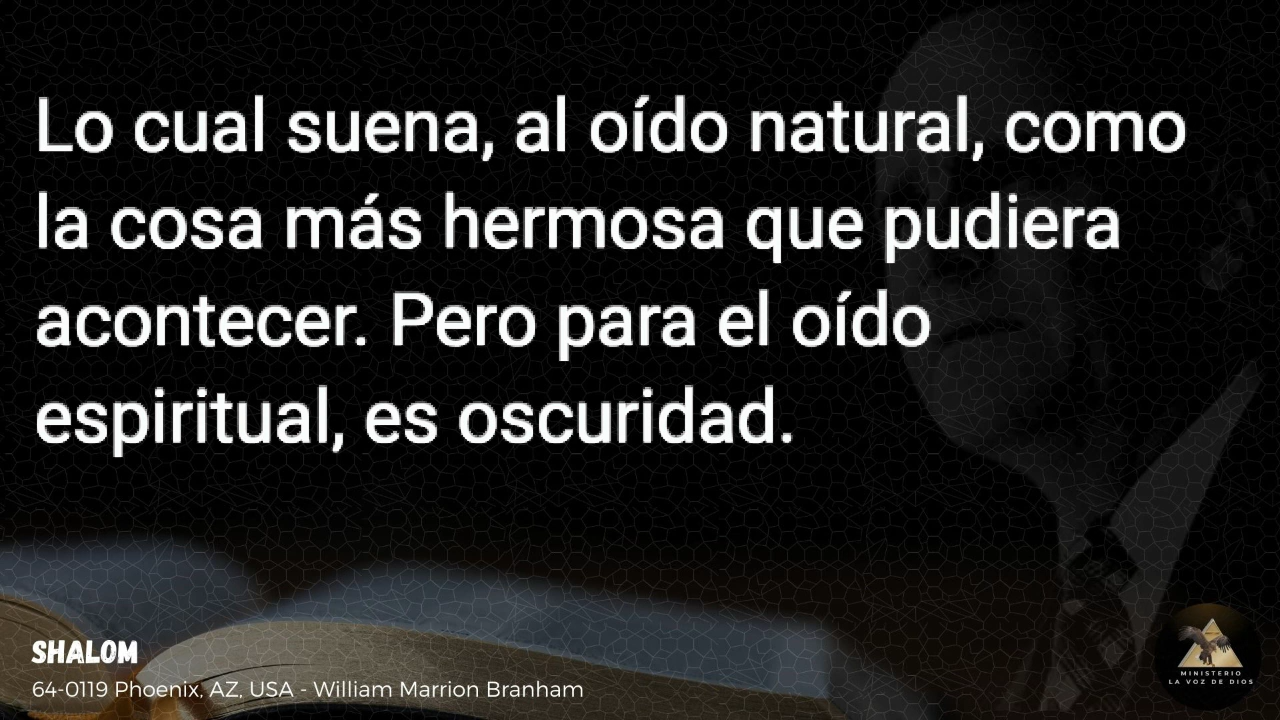 Lo cual suena, al oído natural, como
la cosa más hermosa que pudiera
acontecer. Pero para el oído
espiritual, es oscuridad.
SHALOM
64-0119 Phoenix, AZ, USA - William Marrion Branham
MINISTERIO
LA VOZ DE DIOS